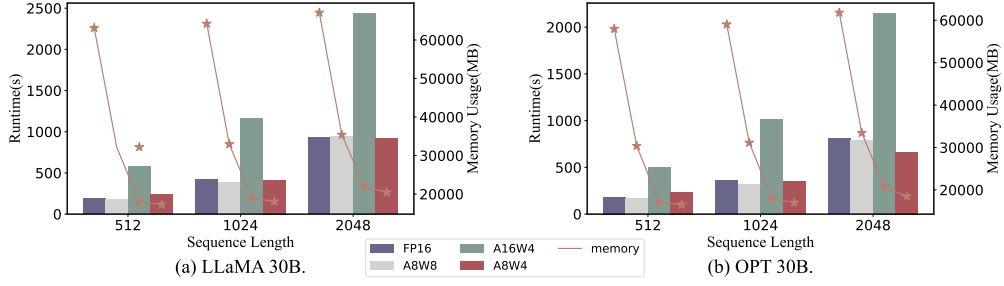 2500
2000
1500
1000
500
0
Runtime(s)
60000
50000
40000
30000
20000
Memory Usage(MB)
512
1024
2048
Sequence Length
(a) LLaMA 30B.
2000
1500
1000
500
0
Runtime(s)
60000
50000
40000
30000
20000
Memory Usage(MB)
512
1024
2048
Sequence Length
(b) OPT 30B.
FP16
A8W8
A16W4
A8W4
memory